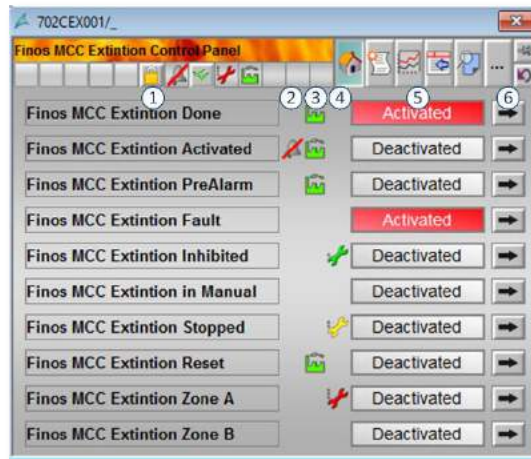 702CEX001/_
Finos MCC Extintion Control Panel
...
1 2 3 4 5 6
Finos MCC Extintion Done Activated
Finos MCC Extintion Activated Deactivated
Finos MCC Extintion PreAlarm Deactivated
Finos MCC Extintion Fault Activated
Finos MCC Extintion Inhibited Deactivated
Finos MCC Extintion in Manual Deactivated
Finos MCC Extintion Stopped Deactivated
Finos MCC Extintion Reset Deactivated
Finos MCC Extintion Zone A Deactivated
Finos MCC Extintion Zone B Deactivated